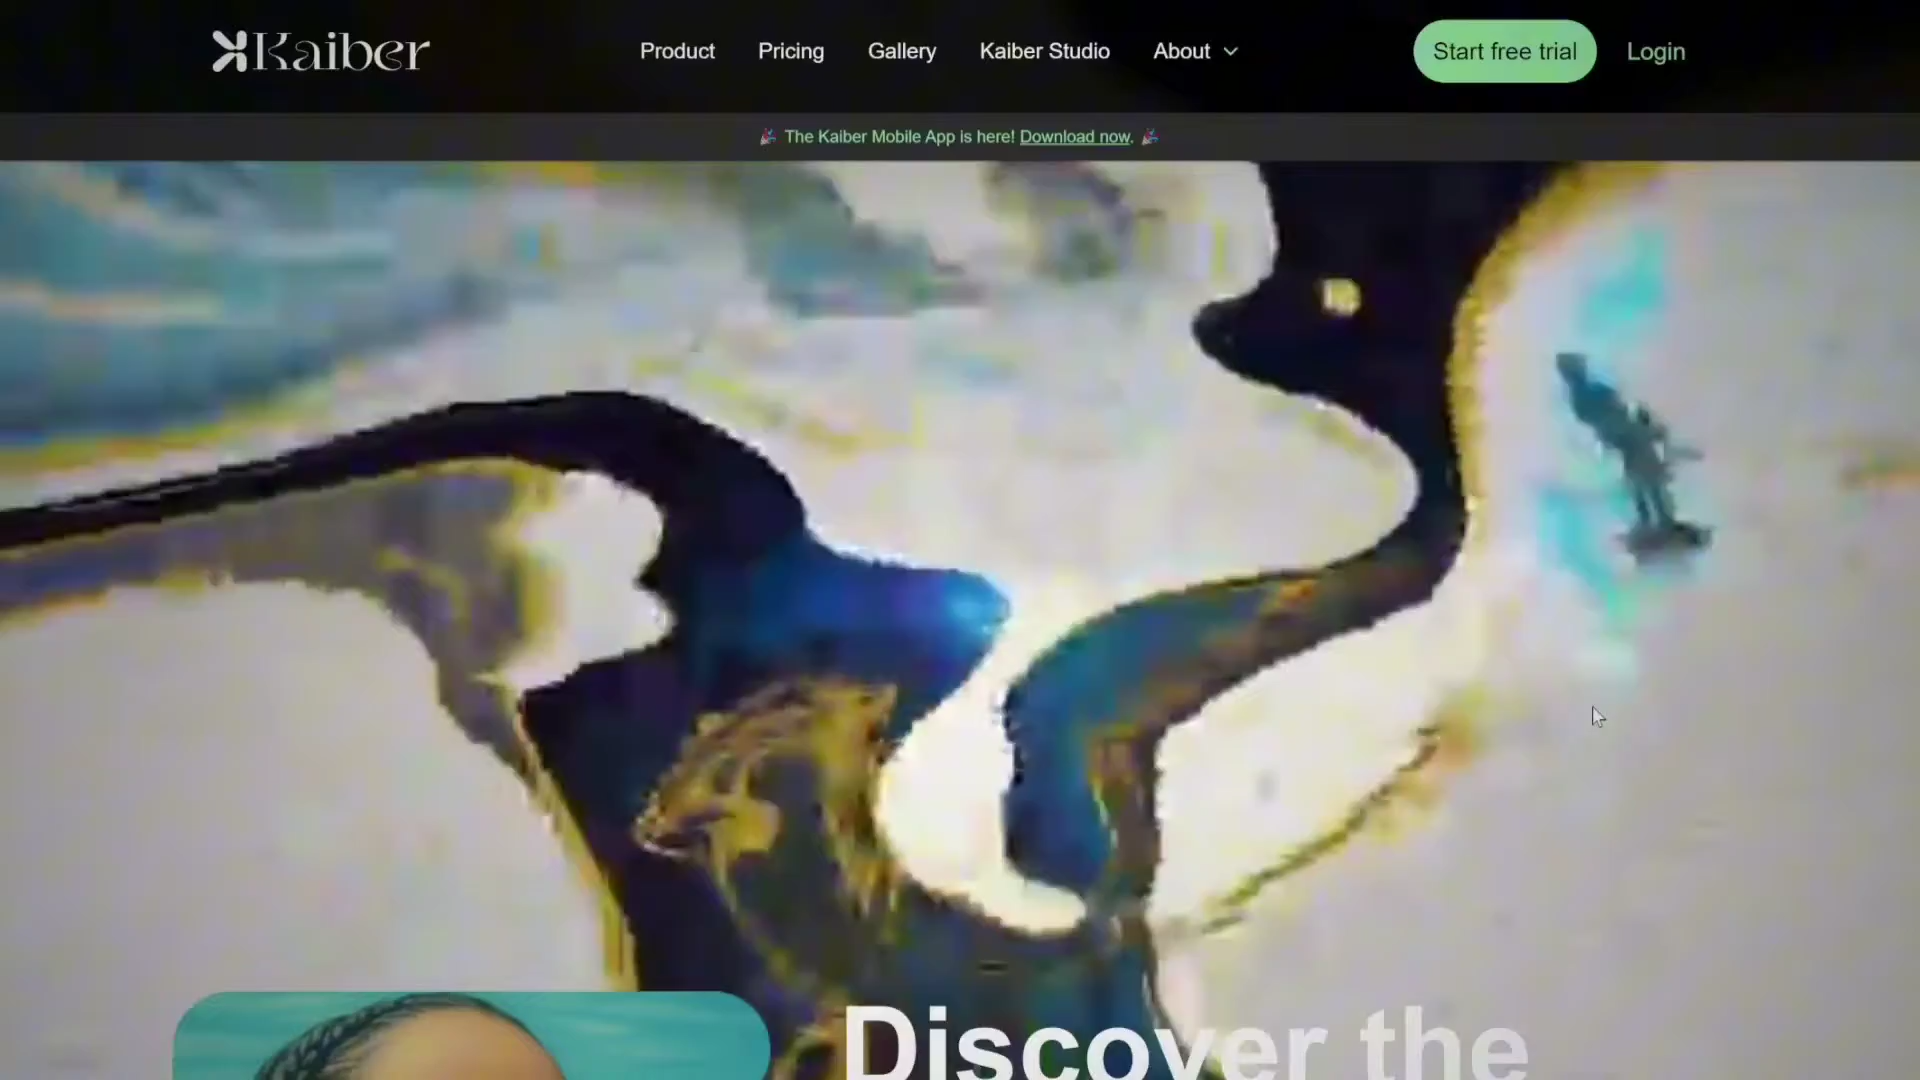 Kaiber
Product
Pricing
Gallery
Kaiber Studio
About
Start free trial
Login
🎉 The Kaiber Mobile App is here! Download now. 🎉
Discover the